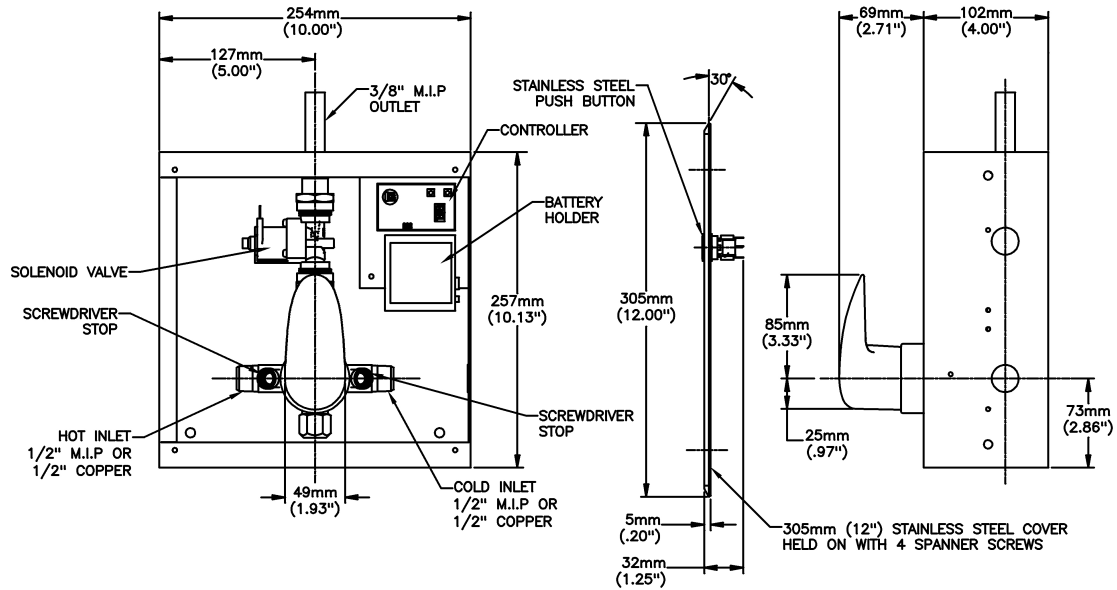 254mm
(10.00")
127mm
(5.00")
3/8" M.I.P
OUTLET
CONTROLLER
BATTERY
HOLDER
SOLENOID VALVE
SCREWDRIVER
STOP
257mm
(10.13")
HOT INLET
1/2" M.I.P OR
1/2" COPPER
49mm
(1.93")
COLD INLET
1/2" M.I.P OR
1/2" COPPER
SCREWDRIVER
STOP
STAINLESS STEEL
PUSH BUTTON
30°
305mm
(12.00")
5mm
(.20")
32mm
(1.25")
305mm (12") STAINLESS STEEL COVER
HELD ON WITH 4 SPANNER SCREWS
69mm
(2.71")
102mm
(4.00")
85mm
(3.33")
25mm
(.97")
73mm
(2.86")